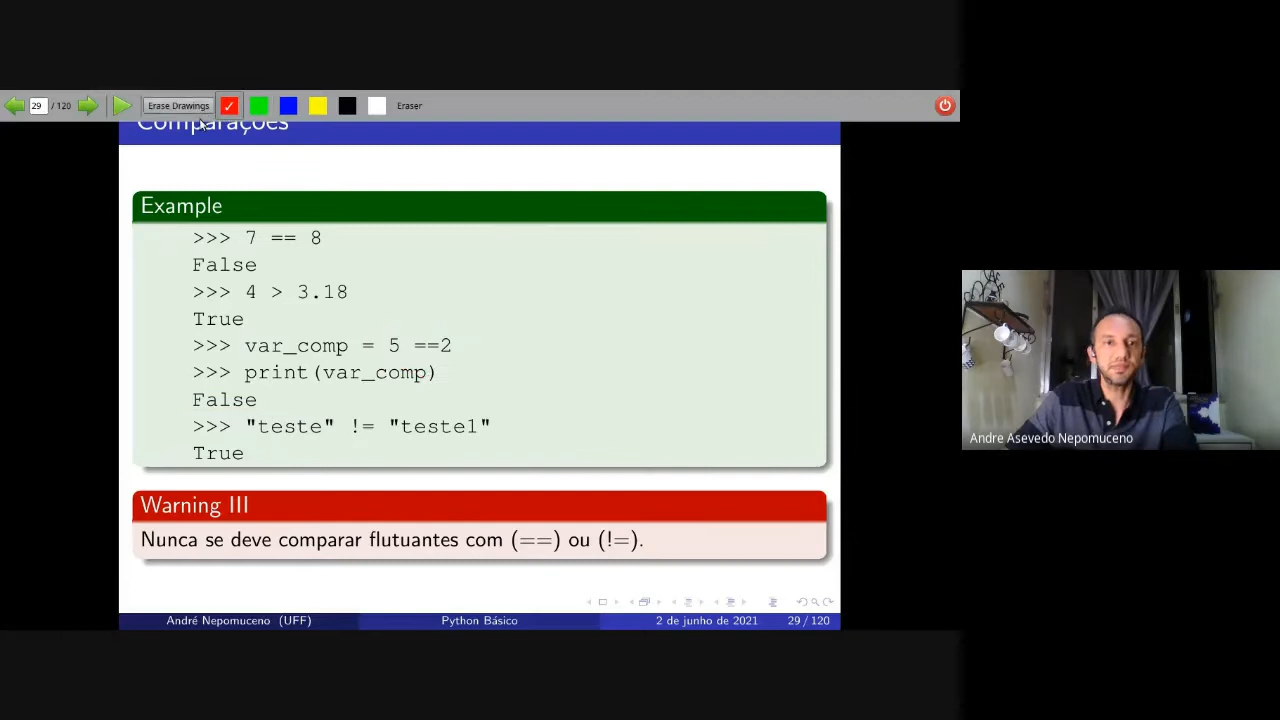 29 / 120 Erase Drawings Eraser
Comparações
Example
>>> 7 == 8
False
>>> 4 > 3.18
True
>>> var_comp = 5 ==2
>>> print(var_comp)
False
>>> "teste" != "teste1"
True
Warning III
Nunca se deve comparar flutuantes com (==) ou (!=).
André Nepomuceno (UFF) Python Básico 2 de junho de 2021 29 / 120
Andre Asevedo Nepomuceno